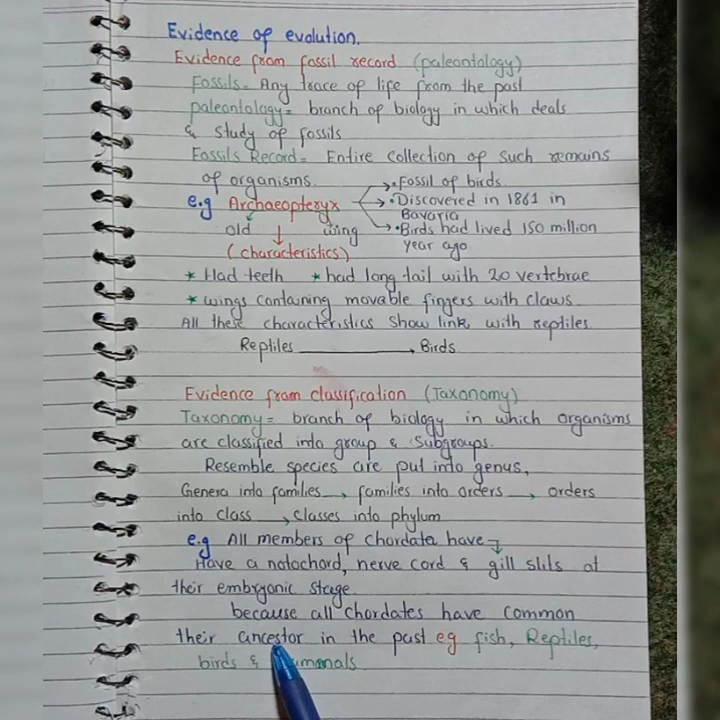 Evidence of evolution.
Evidence from fossil record (paleontology)
Fossils = Any trace of life from the past
paleontology = branch of biology in which deals
& study of fossils
Fossils Record = Entire collection of such remains
of organisms. → • Fossil of birds.
e.g Archaeopteryx → • Discovered in 1861 in
Bavaria
old wing → • Birds had lived 150 million
year ago
(characteristics)
* Had teeth * had long tail with 20 vertebrae
* wings containing movable fingers with claws.
All these characteristics show link with reptiles.
Reptiles → Birds
Evidence from classification (Taxonomy)
Taxonomy = branch of biology in which organisms
are classified into group & Subgroups.
Resemble species are put into genus,
Genera into families → families into orders → orders
into class → classes into phylum
e.g All members of chordata have
Have a notochord, nerve cord & gill slits at
their embryonic stage.
because all chordates have common
their ancestor in the past eg fish, Reptiles,
birds &